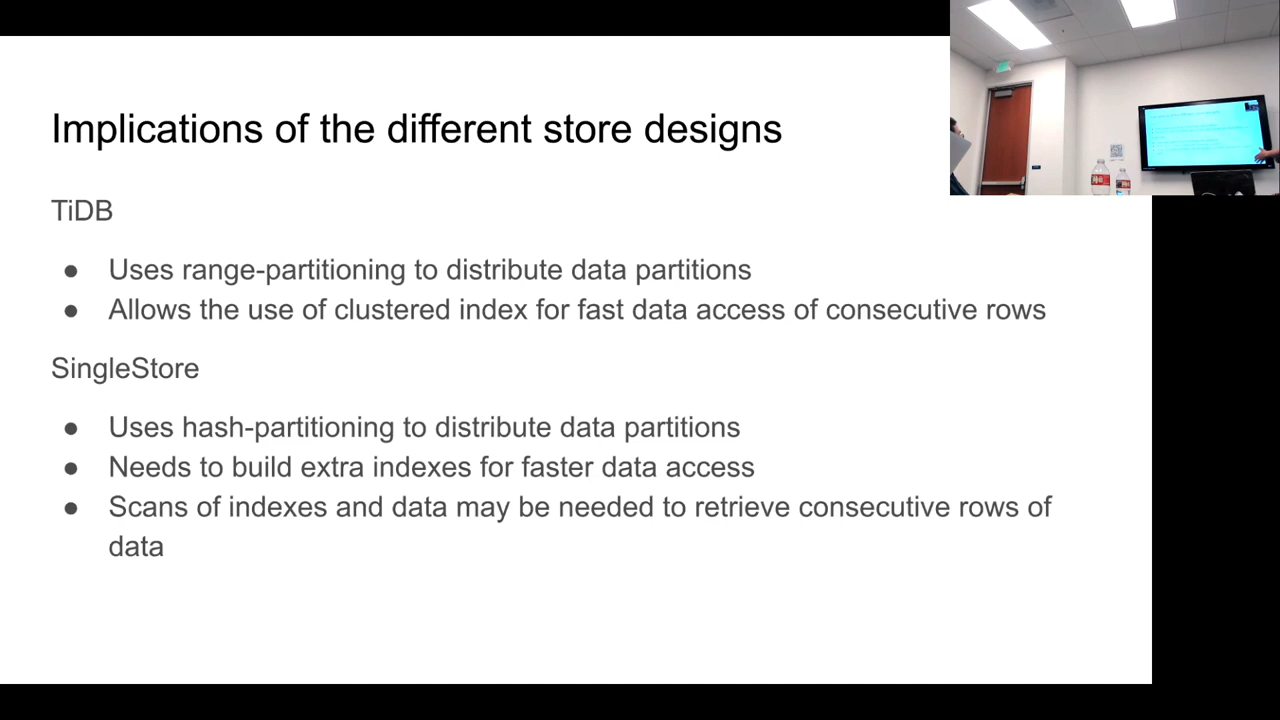 Implications of the different store designs
TiDB
● Uses range-partitioning to distribute data partitions
● Allows the use of clustered index for fast data access of consecutive rows
SingleStore
● Uses hash-partitioning to distribute data partitions
● Needs to build extra indexes for faster data access
● Scans of indexes and data may be needed to retrieve consecutive rows of
data